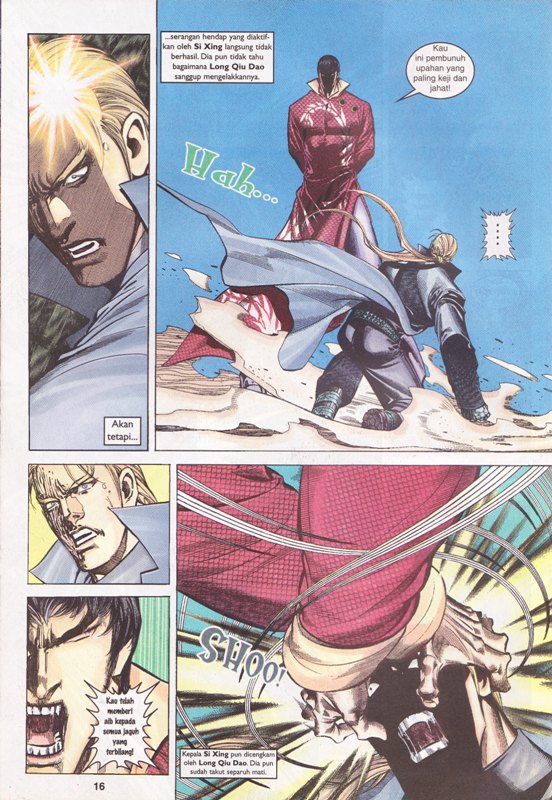 ...serangan hendap yang diaktif-
kan oleh Si Xing langsung tidak
berhasil. Dia pun tidak tahu
bagaimana Long Qiu Dao
sanggup mengelakkannya.
Kau
ini pembunuh
upahan yang
paling keji dan
jahat!
Hah...
Akan
tetapi...
SHOO!
Kau telah
memberi
aib kepada
semua jaguh
yang
terbilang!
Kepala Si Xing pun dicengkam
oleh Long Qiu Dao. Dia pun
sudah takut separuh mati.
16